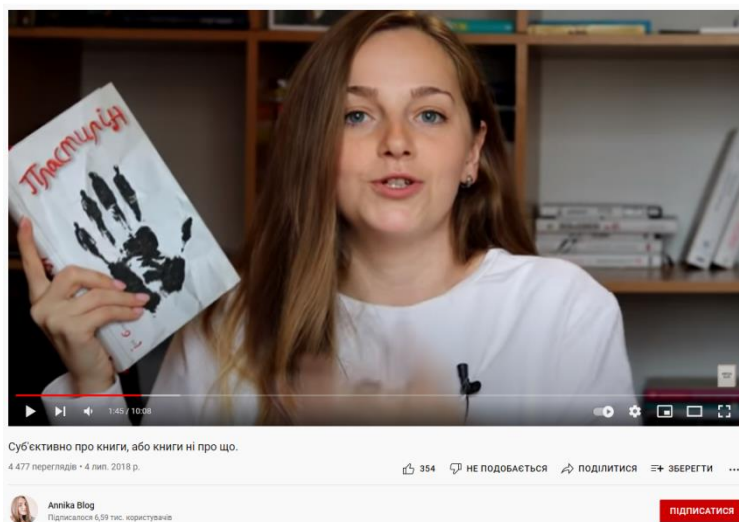 Пластилін
1:45 / 10:08
Суб'єктивно про книги, або книги ні про що.
4 477 переглядів • 4 лип. 2018 р.
354 НЕ ПОДОБАЄТЬСЯ ПОДІЛИТИСЯ ЗБЕРЕГТИ
Annika Blog
Підписалося 6,59 тис. користувачів
ПІДПИСАТИСЯ